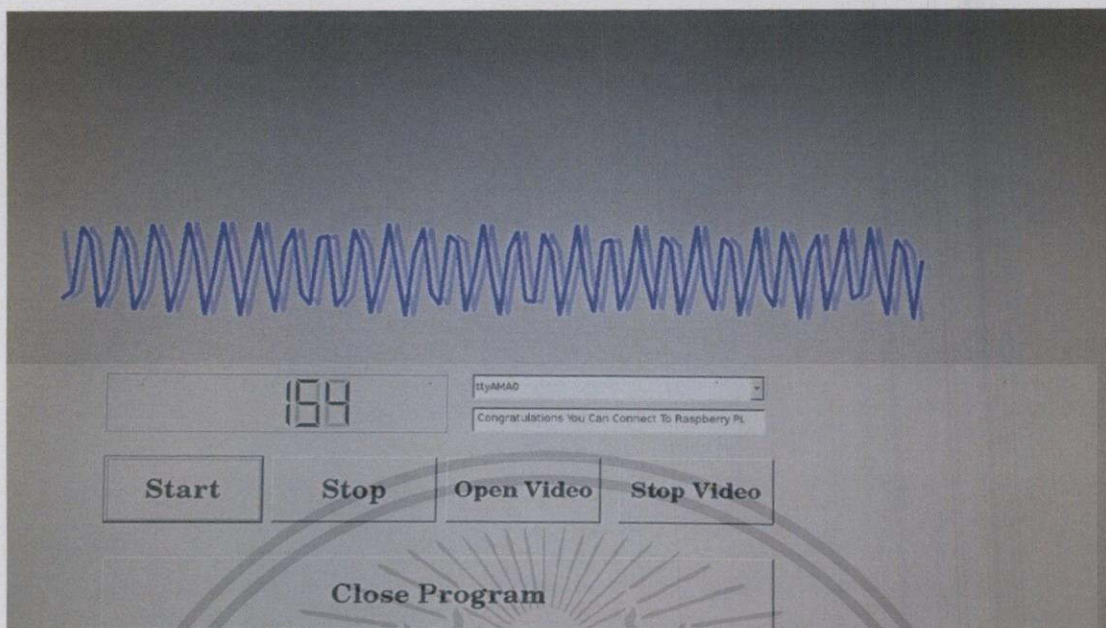 154
ttyAMA0
Congratulations You Can Connect To Raspberry Pi.
Start Stop Open Video Stop Video
Close Program